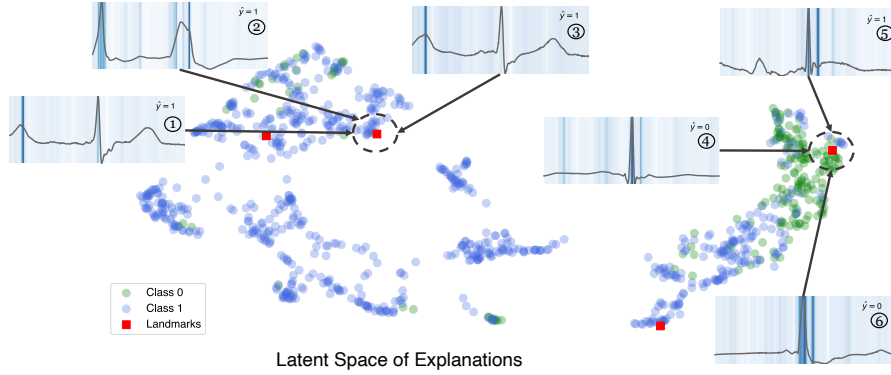 ŷ = 1
②
ŷ = 1
③
ŷ = 1
⑤
ŷ = 1
①
ŷ = 0
④
Class 0
Class 1
Landmarks
ŷ = 0
⑥
Latent Space of Explanations